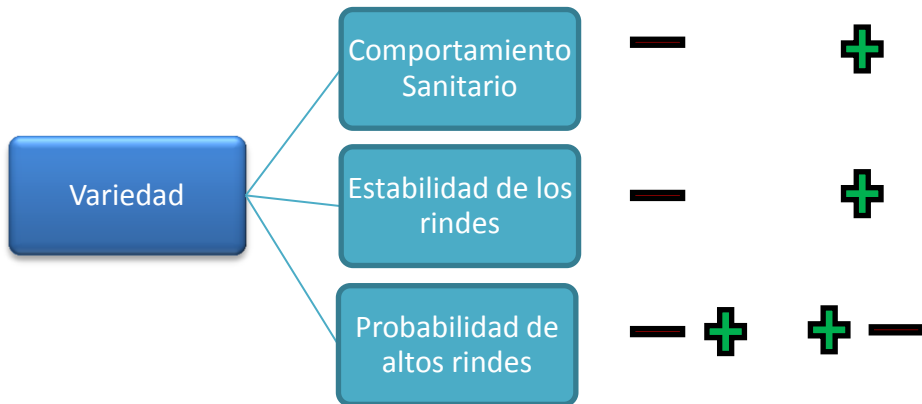 Comportamiento
Sanitario
Variedad
Estabilidad de los
rindes
Probabilidad de
altos rindes